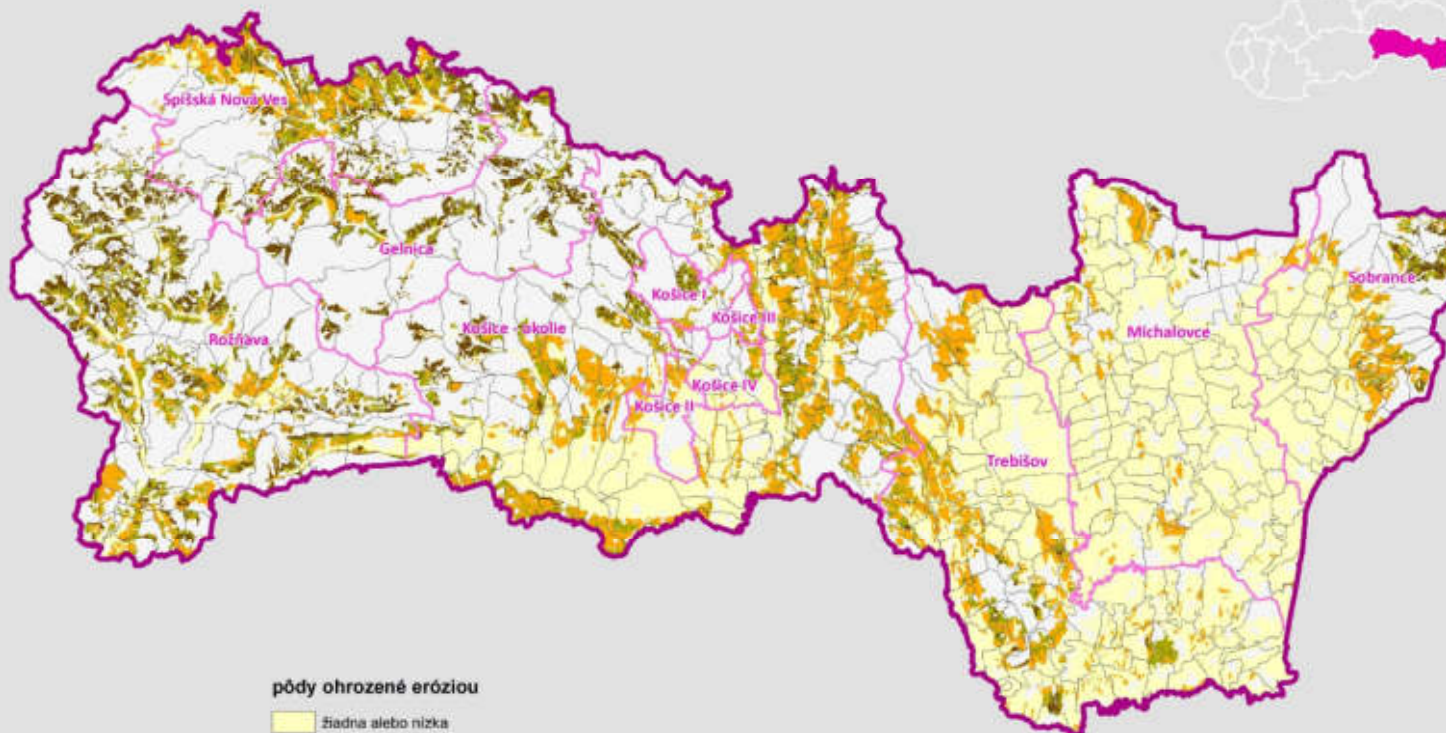 Spišská Nová Ves
Gelnica
Rožňava
Košice - okolie
Košice I
Košice III
Košice IV
Košice II
Trebišov
Michalovce
Sobrance
pôdy ohrozené eróziou
žiadna alebo nízka